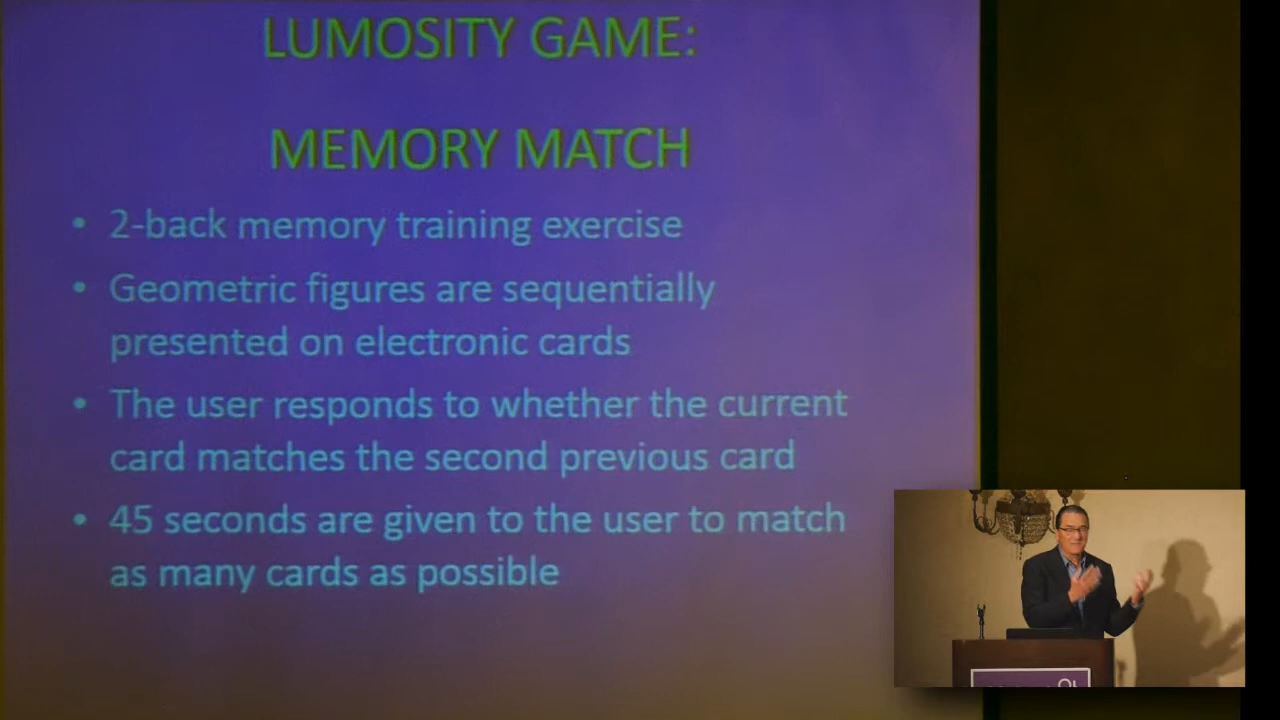 LUMOSITY GAME:
MEMORY MATCH
• 2-back memory training exercise
• Geometric figures are sequentially
presented on electronic cards
• The user responds to whether the current
card matches the second previous card
• 45 seconds are given to the user to match
as many cards as possible